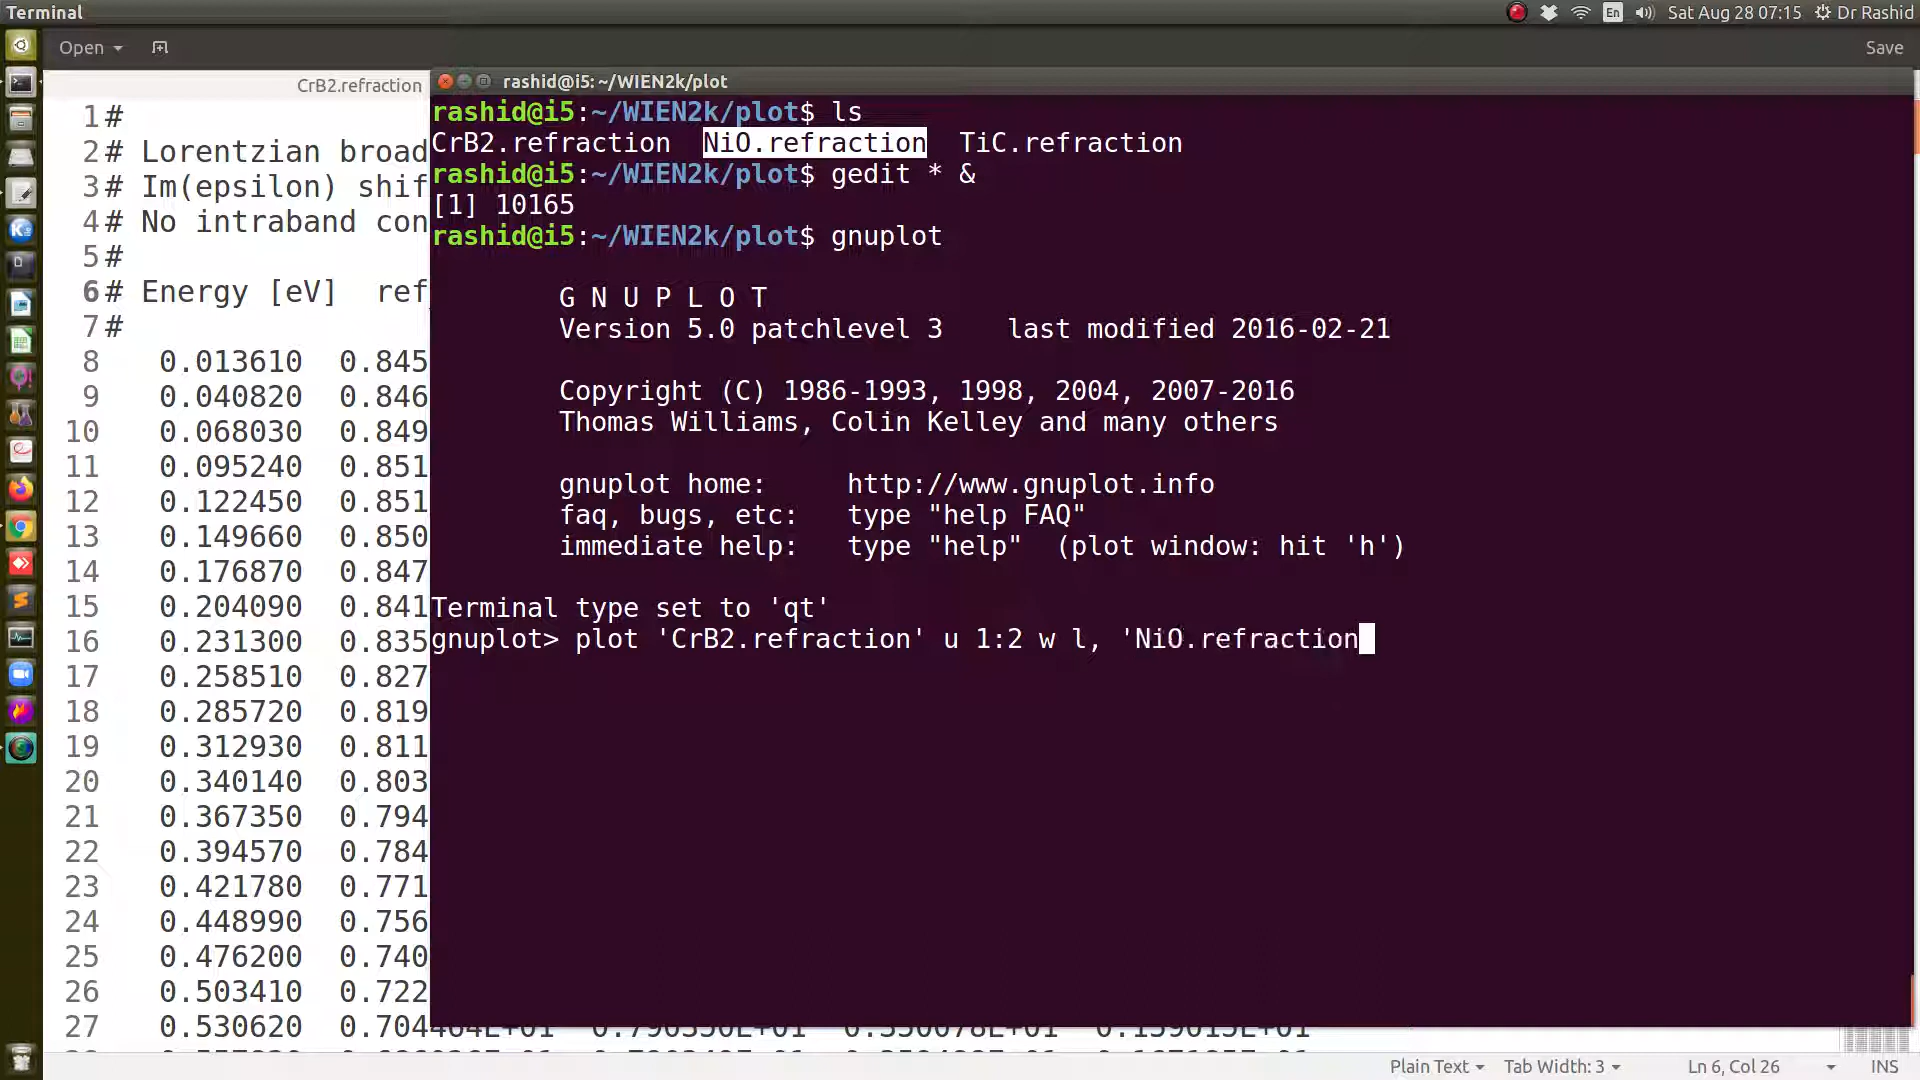 Terminal
En
Sat Aug 28 07:15
Dr Rashid
Open
Save
CrB2.refraction
1 #
2 # Lorentzian broad
3 # Im(epsilon) shif
4 # No intraband con
5 #
6 # Energy [eV]  ref
7 #
8 0.013610 0.845
9 0.040820 0.846
10 0.068030 0.849
11 0.095240 0.851
12 0.122450 0.851
13 0.149660 0.850
14 0.176870 0.847
15 0.204090 0.841
16 0.231300 0.835
17 0.258510 0.827
18 0.285720 0.819
19 0.312930 0.811
20 0.340140 0.803
21 0.367350 0.794
22 0.394570 0.784
23 0.421780 0.771
24 0.448990 0.756
25 0.476200 0.740
26 0.503410 0.722
27 0.530620
rashid@i5: ~/WIEN2k/plot
rashid@i5:~/WIEN2k/plot$ ls
CrB2.refraction  NiO.refraction  TiC.refraction
rashid@i5:~/WIEN2k/plot$ gedit * &
[1] 10165
rashid@i5:~/WIEN2k/plot$ gnuplot
G N U P L O T
Version 5.0 patchlevel 3    last modified 2016-02-21
Copyright (C) 1986-1993, 1998, 2004, 2007-2016
Thomas Williams, Colin Kelley and many others
gnuplot home:     http://www.gnuplot.info
faq, bugs, etc:   type "help FAQ"
immediate help:   type "help"  (plot window: hit 'h')
Terminal type set to 'qt'
gnuplot> plot 'CrB2.refraction' u 1:2 w l, 'NiO.refraction
Plain Text
Tab Width: 3
Ln 6, Col 26
INS